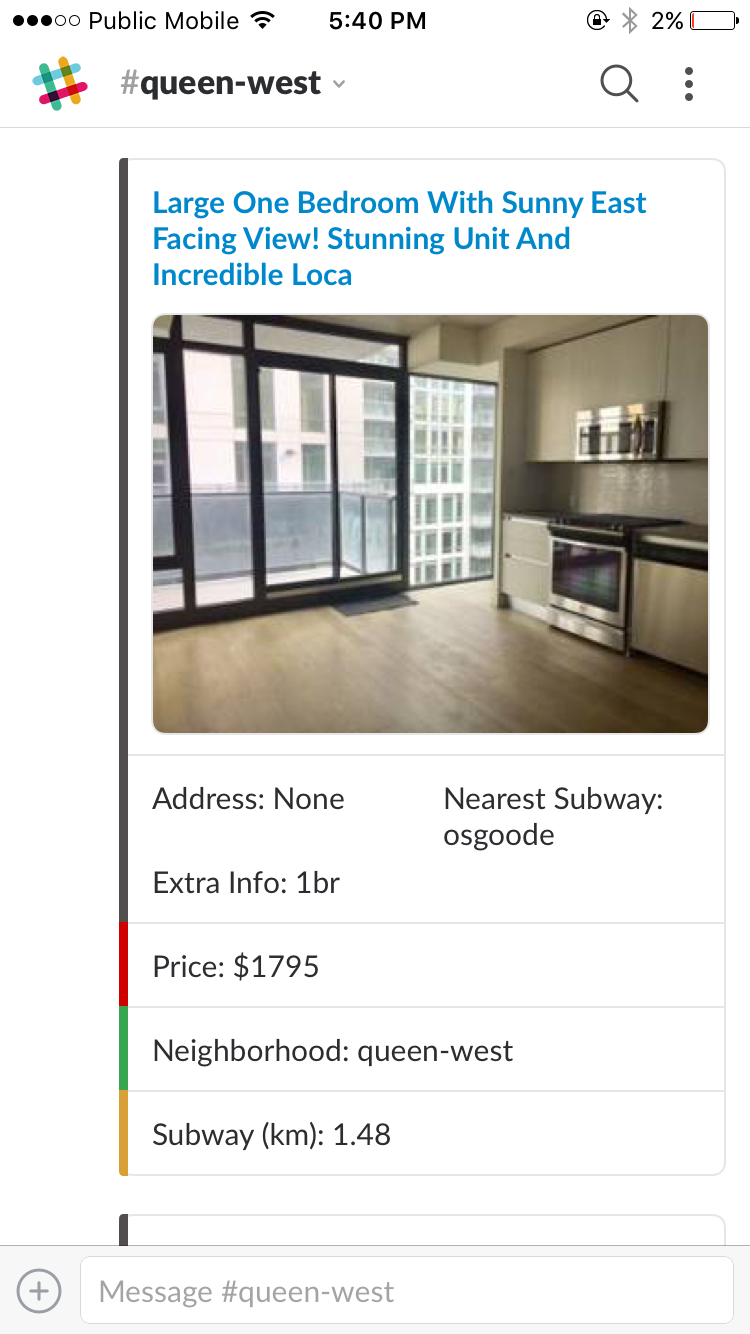 Public Mobile 5:40 PM 2%
#queen-west
Large One Bedroom With Sunny East
Facing View! Stunning Unit And
Incredible Loca
Address: None
Nearest Subway:
osgoode
Extra Info: 1br
Price: $1795
Neighborhood: queen-west
Subway (km): 1.48
Message #queen-west